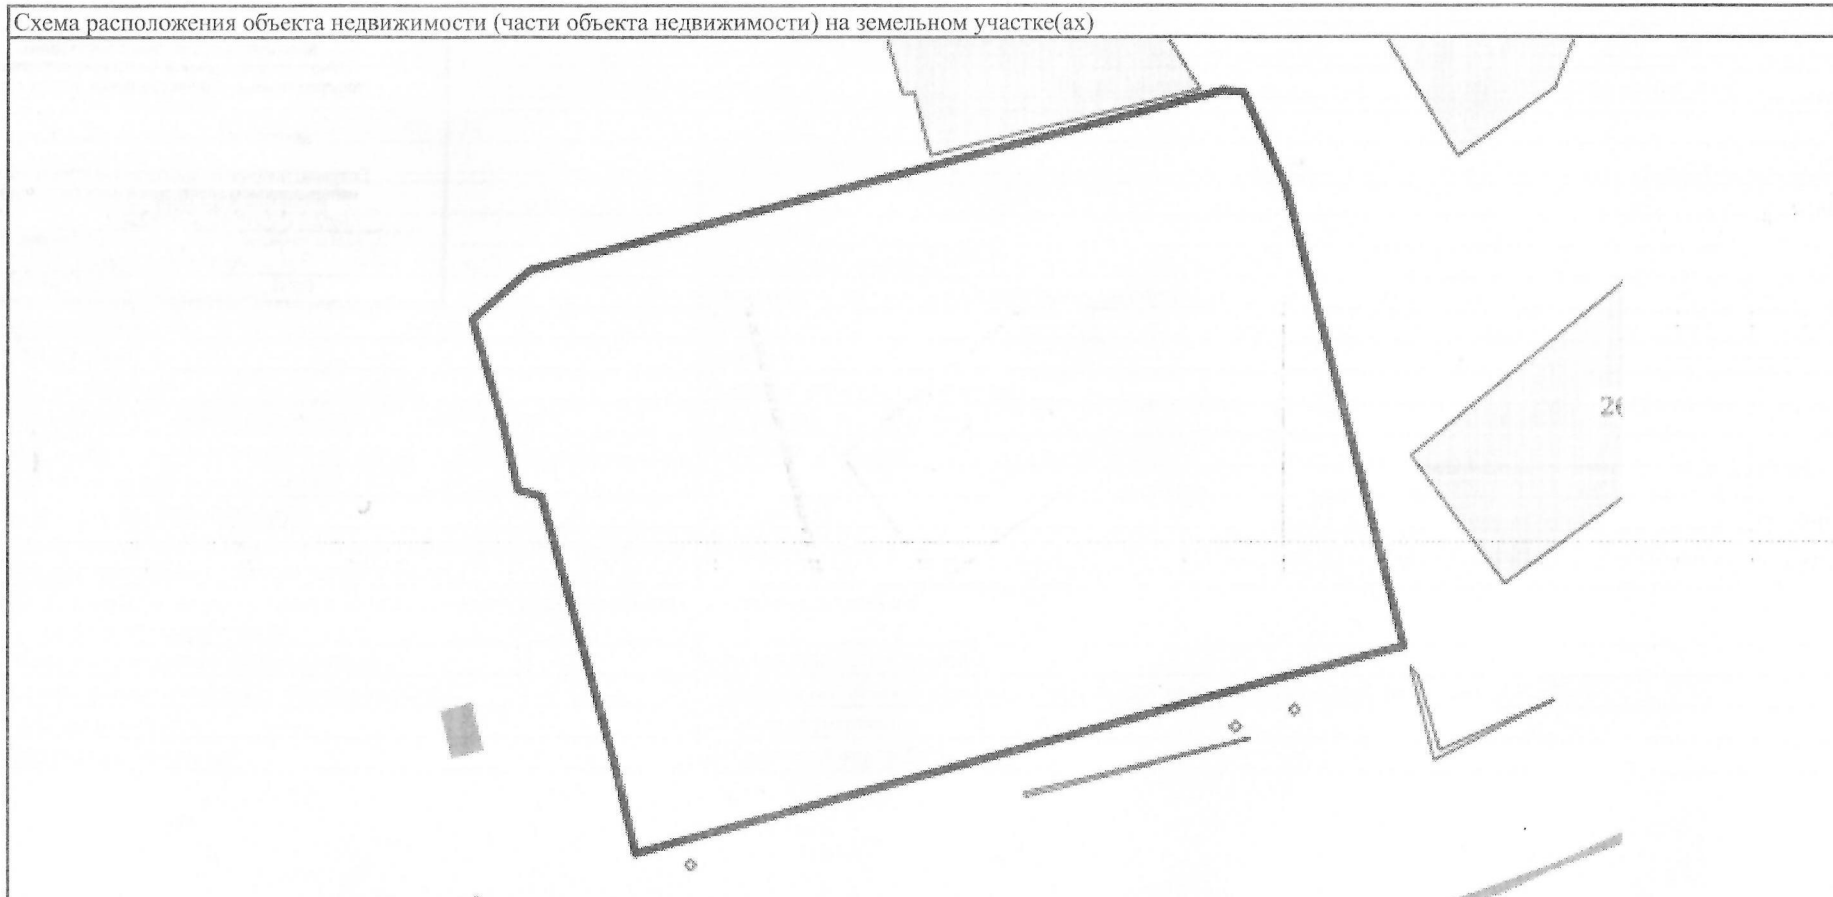 Схема расположения объекта недвижимости (части объекта недвижимости) на земельном участке(ах)